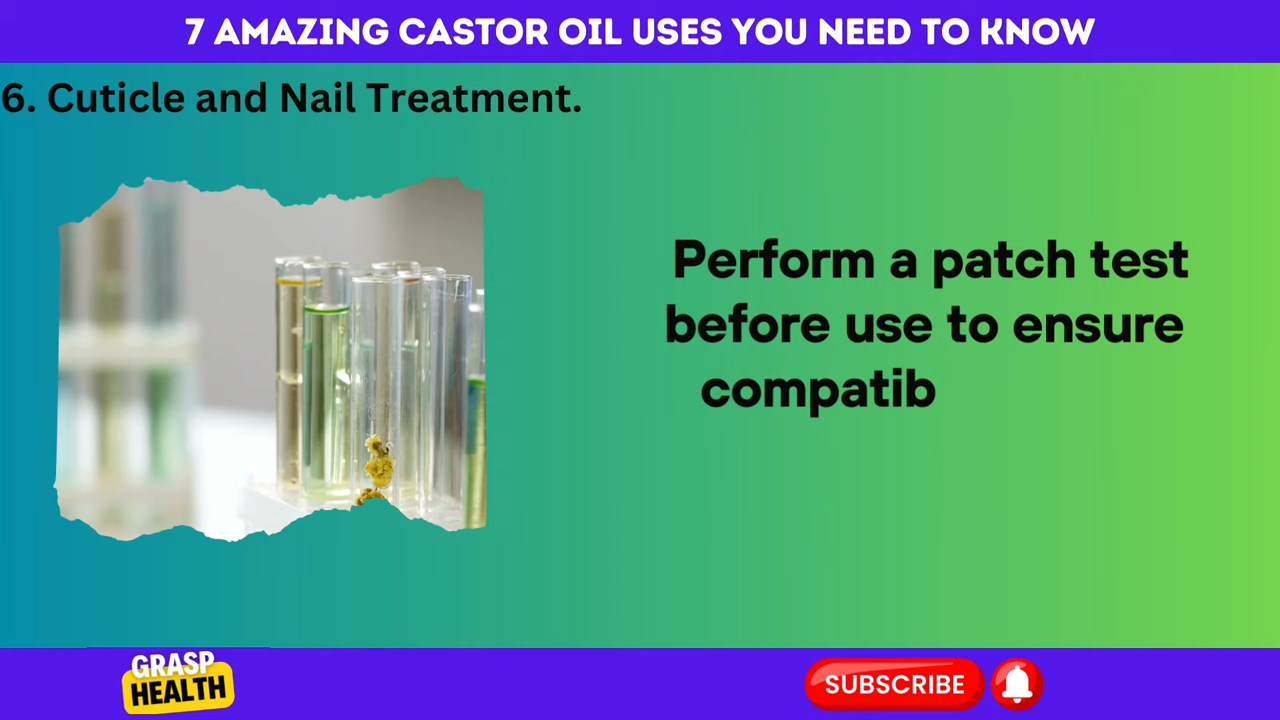 7 AMAZING CASTOR OIL USES YOU NEED TO KNOW
6. Cuticle and Nail Treatment.
Perform a patch test
before use to ensure
compatib
GRASP
HEALTH
SUBSCRIBE